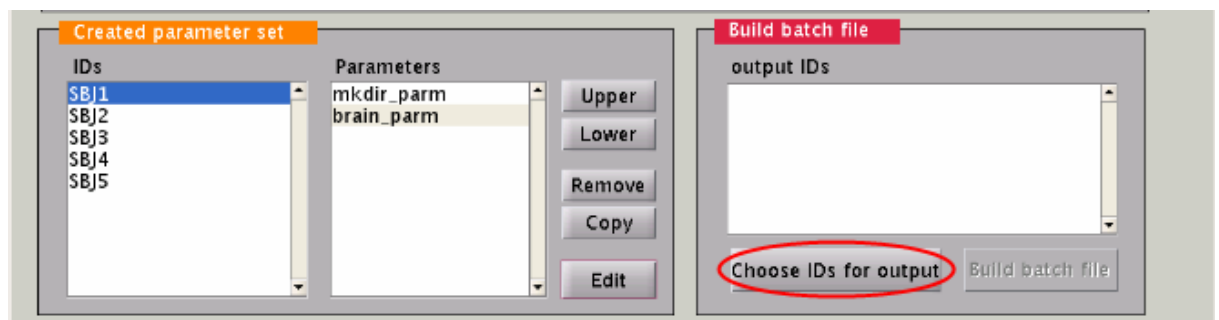 Created parameter set
IDs
SBJ1
SBJ2
SBJ3
SBJ4
SBJ5
Parameters
mkdir_parm
brain_parm
Upper
Lower
Remove
Copy
Edit
Build batch file
output IDs
Choose IDs for output
Build batch file